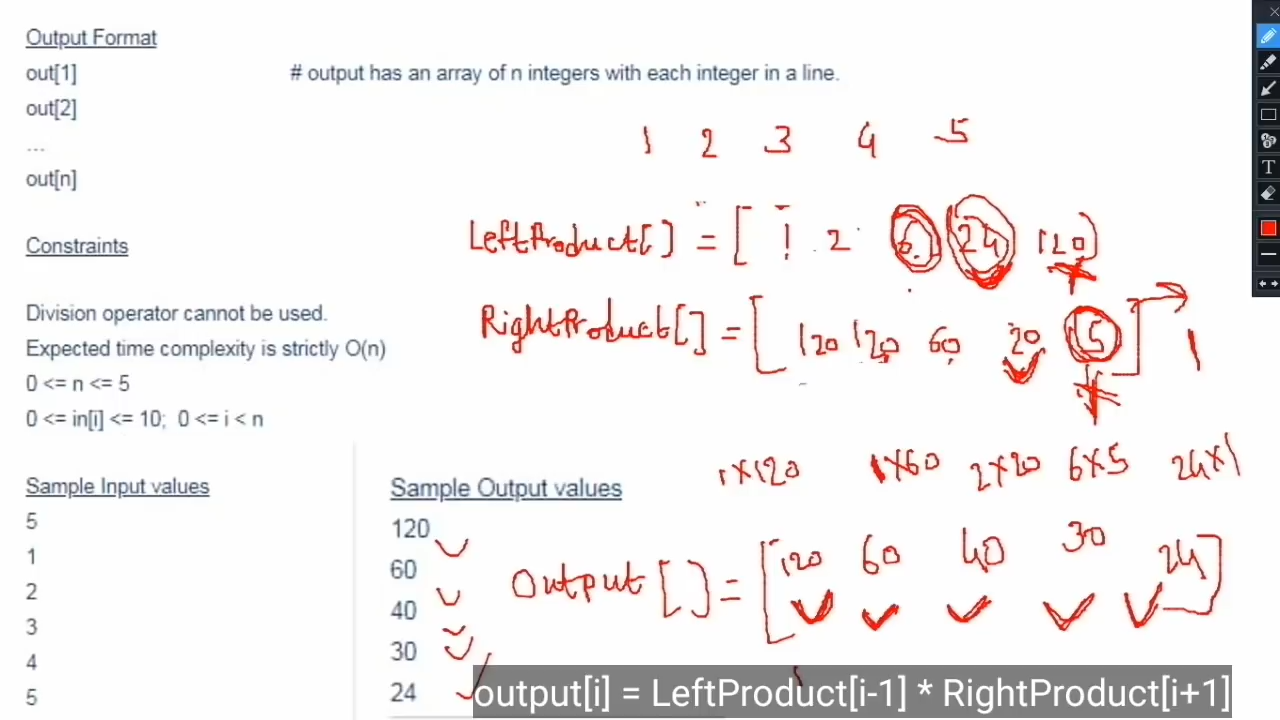 Output Format
out[1] # output has an array of n integers with each integer in a line.
out[2]
...
out[n]
1 2 3 4 5
LeftProduct[] = [ 1 2 6 24 120]
Constraints
RightProduct[] = [ 120 120 60 20 5 ] 1
Division operator cannot be used.
Expected time complexity is strictly O(n)
0 <= n <= 5
0 <= in[i] <= 10; 0 <= i < n
1x120 1x60 2x20 6x5 24x1
Sample Input values
5
1
2
3
4
5
Sample Output values
120
60
40
30
24
Output[] = [120 60 40 30 24]
output[i] = LeftProduct[i-1] * RightProduct[i+1]
T